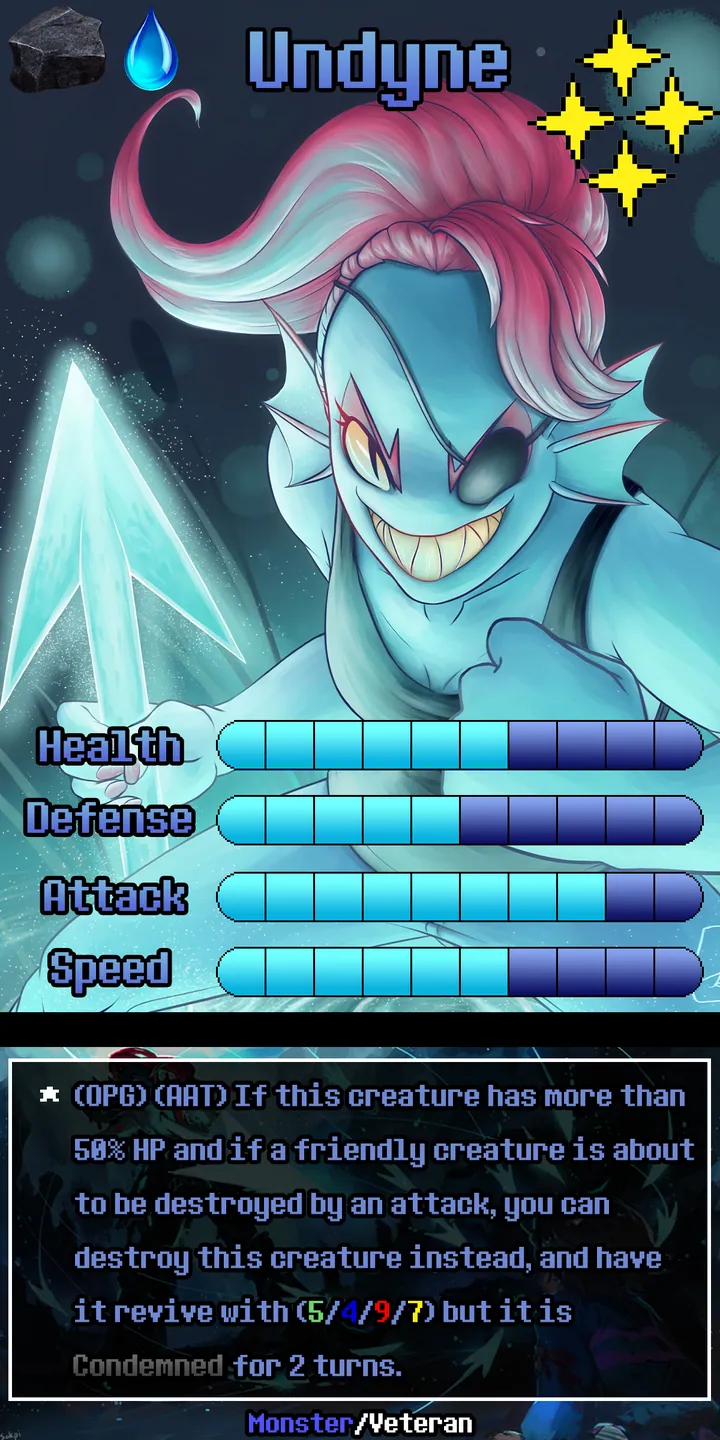 Undyne
Health
Defense
Attack
Speed
* (OPG) (AAT) If this creature has more than
50% HP and if a friendly creature is about
to be destroyed by an attack, you can
destroy this creature instead, and have
it revive with (5/4/9/7) but it is
Condemned for 2 turns.
Monster/Veteran